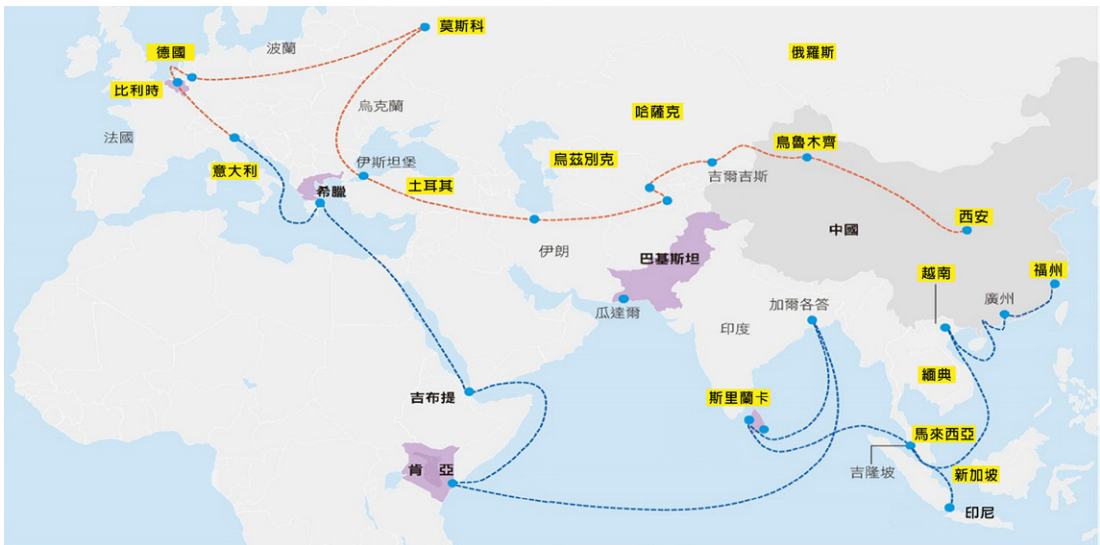 莫斯科
德國
波蘭
俄羅斯
比利時
烏克蘭
哈薩克
法國
烏茲別克
烏魯木齊
伊斯坦堡
吉爾吉斯
意大利
土耳其
希臘
西安
中國
伊朗
巴基斯坦
越南
福州
瓜達爾
加爾各答
廣州
印度
緬典
吉布提
斯里蘭卡
馬來西亞
肯 亞
吉隆坡
新加坡
印尼